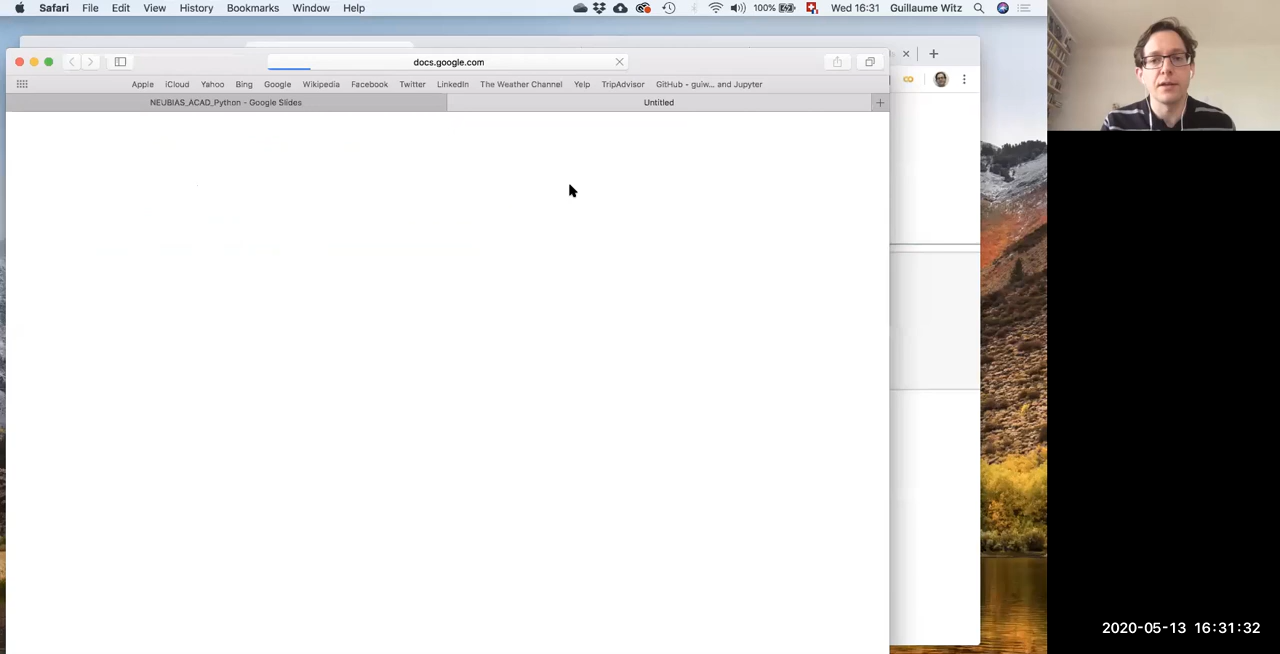 Safari File Edit View History Bookmarks Window Help 100% Wed 16:31 Guillaume Witz
docs.google.com
Apple iCloud Yahoo Bing Google Wikipedia Facebook Twitter LinkedIn The Weather Channel Yelp TripAdvisor GitHub - guiw... and Jupyter
NEUBIAS_ACAD_Python - Google Slides Untitled
2020-05-13 16:31:32